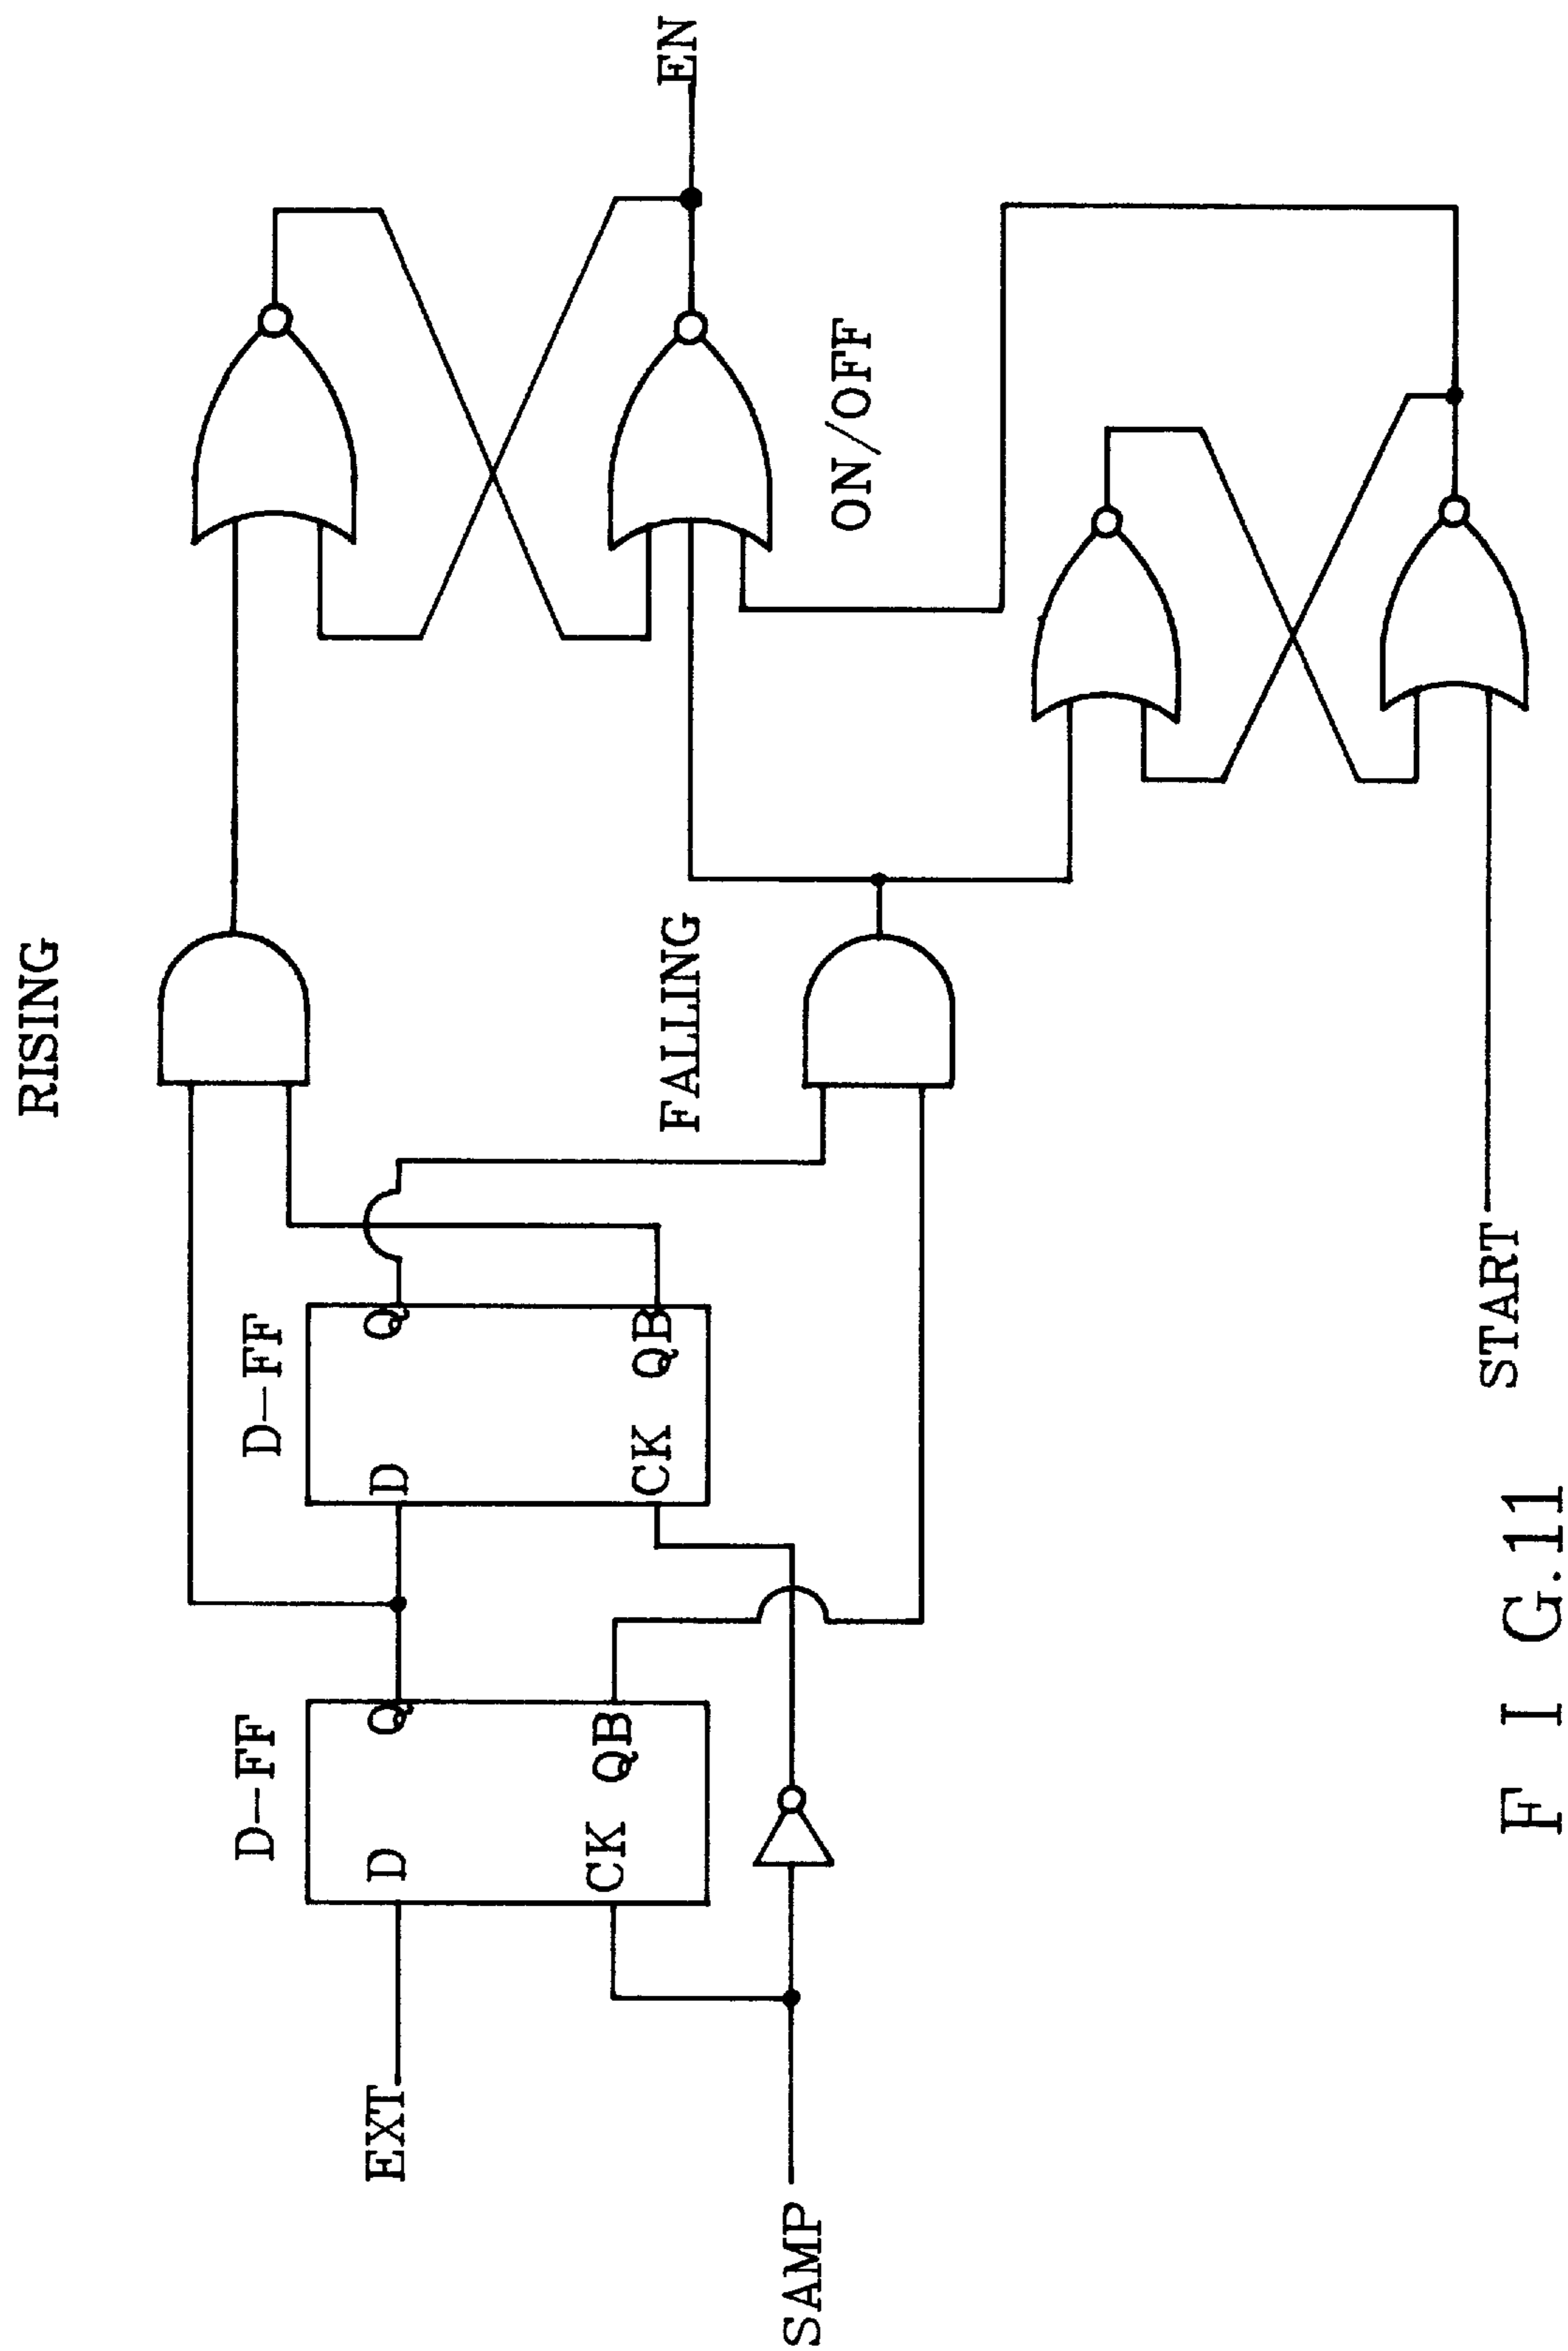 RISING
D-FF
D-FF
EXT
D
Q
D
Q
CK
QB
CK
QB
FALLING
EN
SAMP
ON/OFF
START
F I G.11